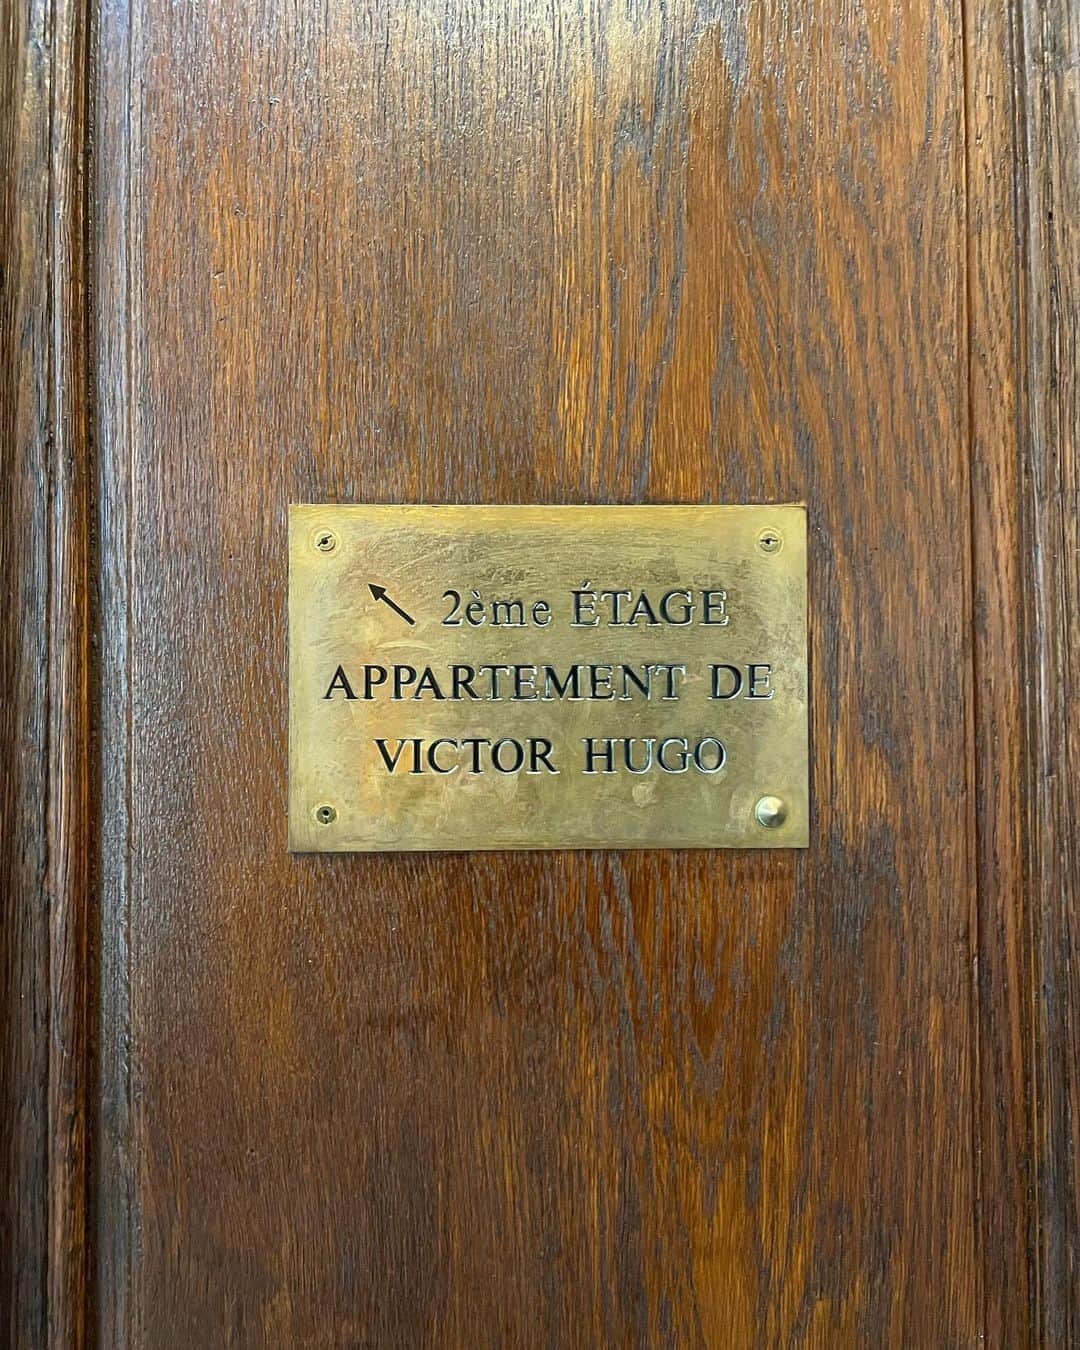 2ème ÉTAGE
APPARTEMENT DE
VICTOR HUGO